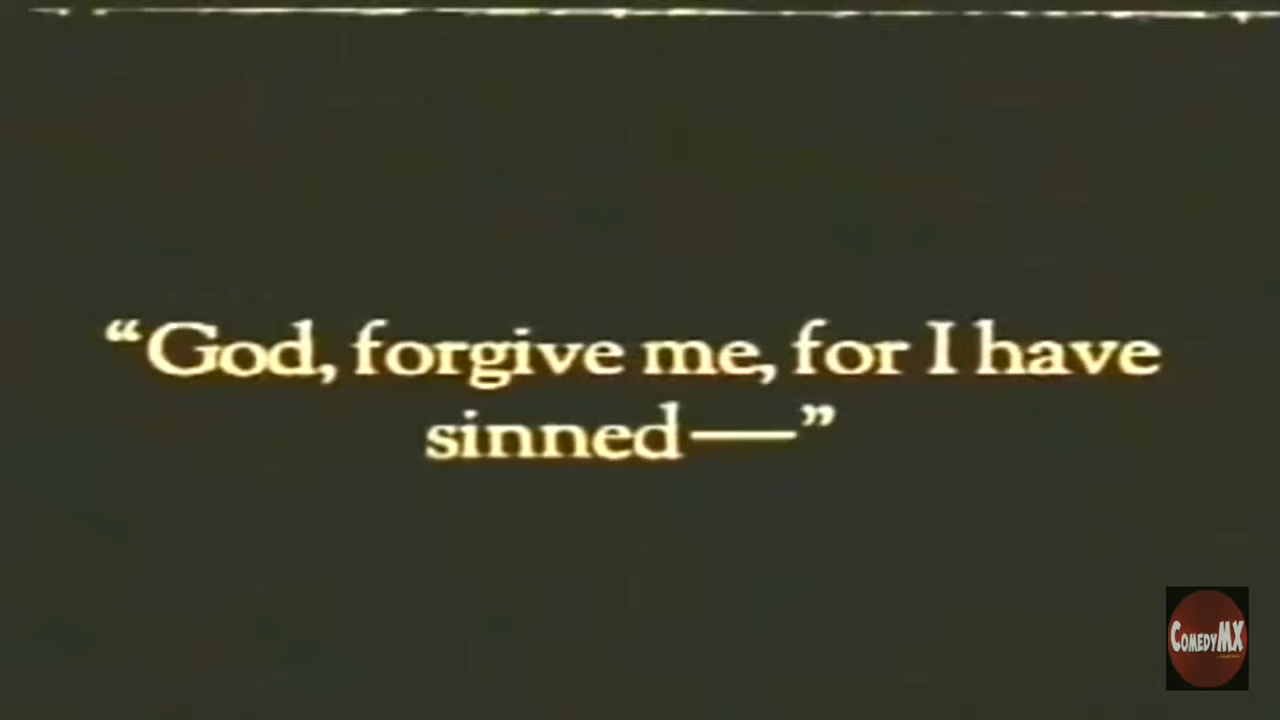 “God, forgive me, for I have
sinned—”
COMEDYMX